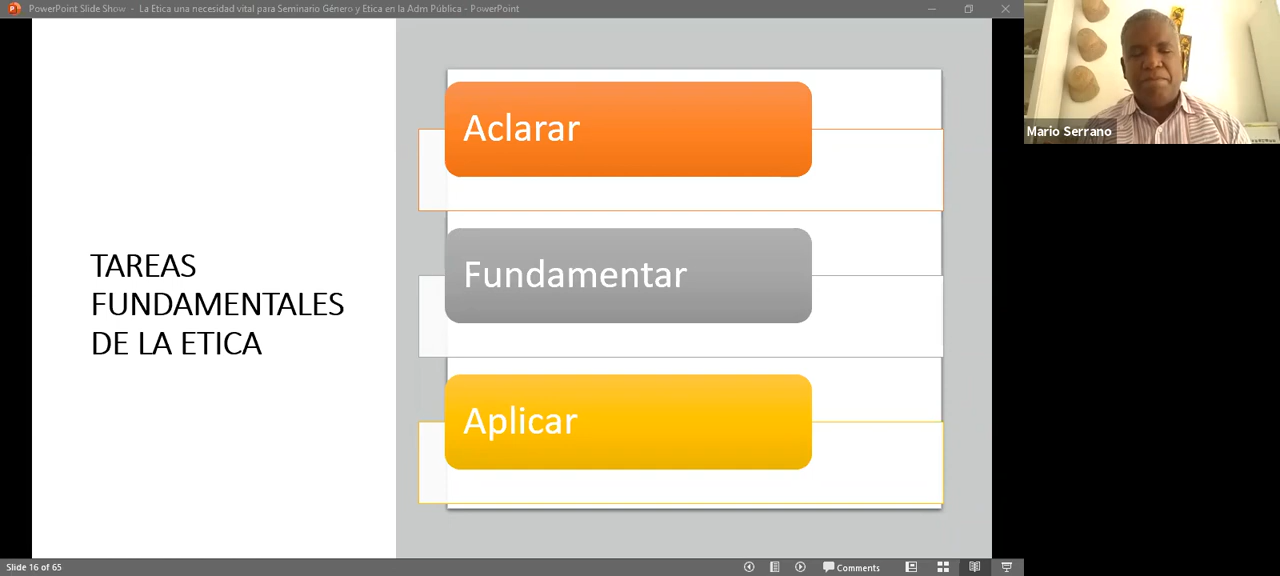 PowerPoint Slide Show - La Etica una necesidad vital para Seminario Género y Etica en la Adm Pública - PowerPoint
Mario Serrano
TAREAS
FUNDAMENTALES
DE LA ETICA
Aclarar
Fundamentar
Aplicar
Slide 16 of 65
Comments